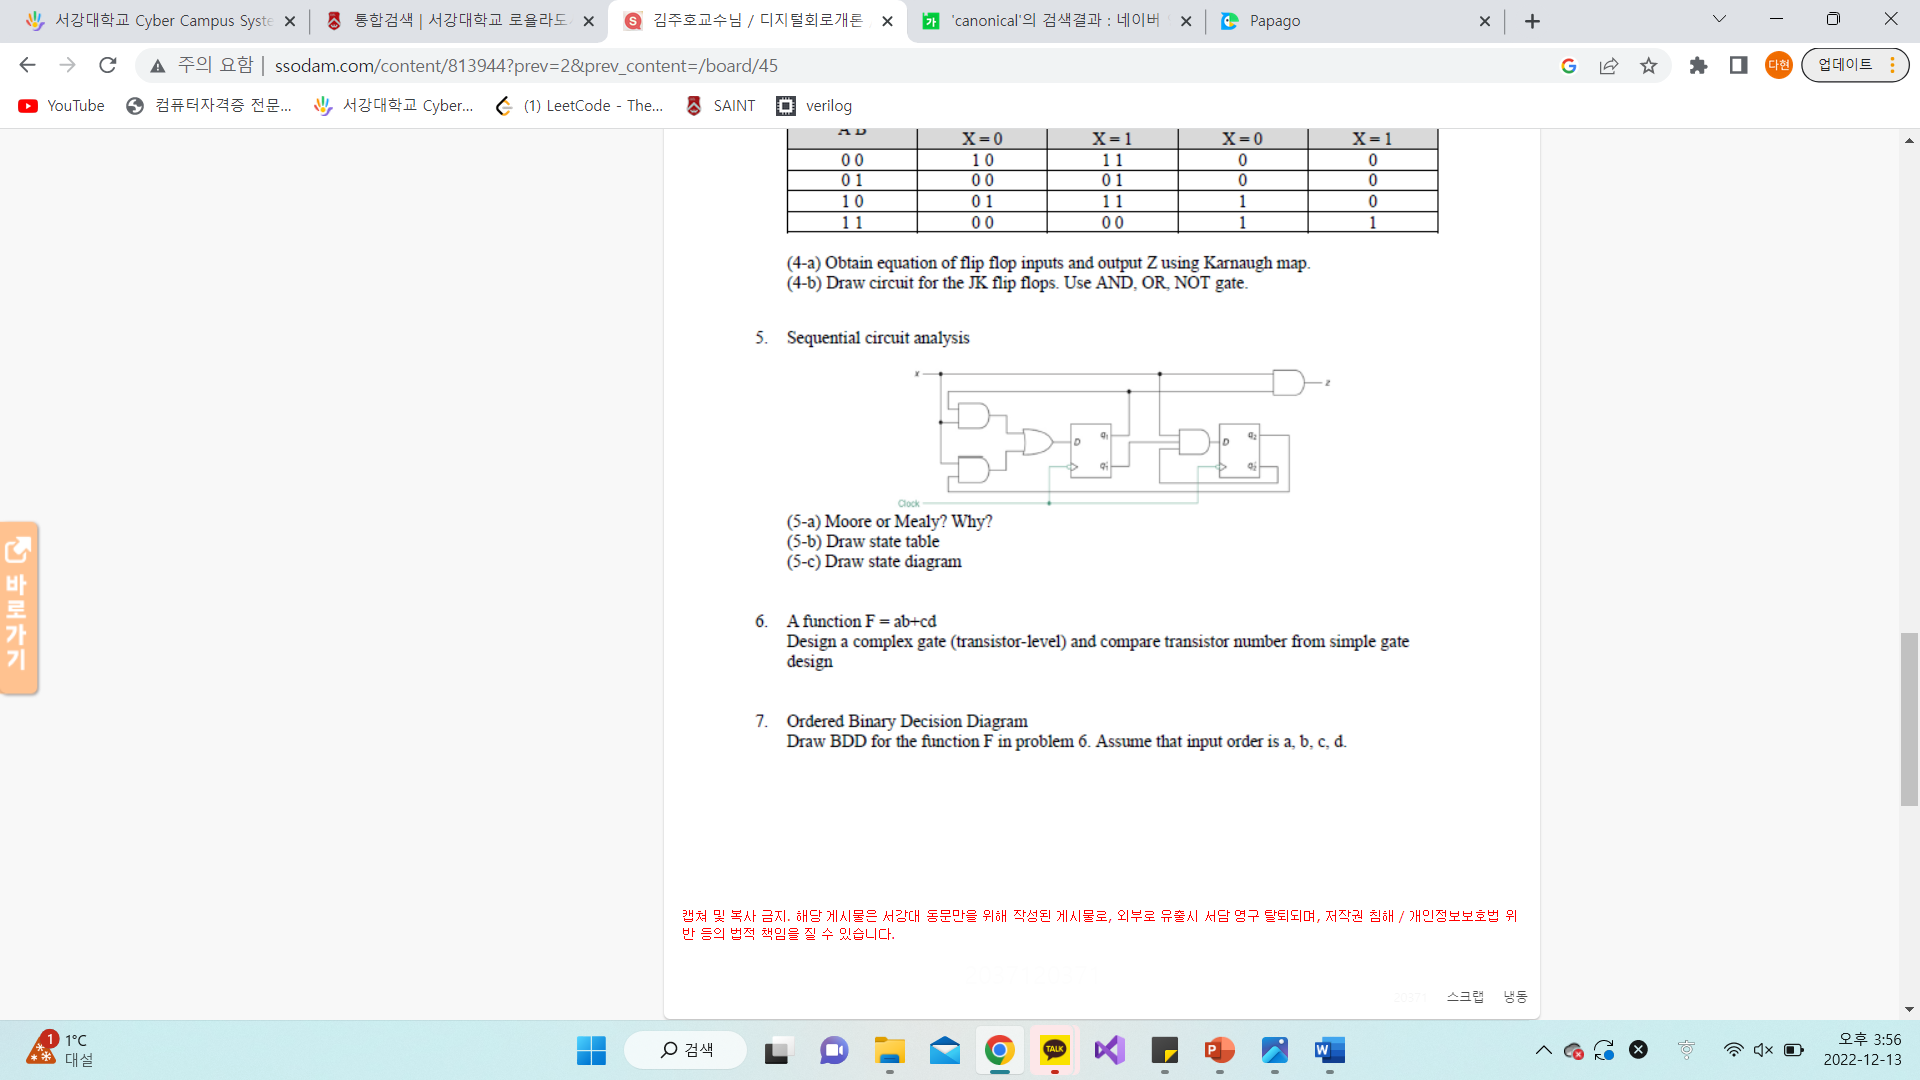 서강대학교 Cyber Campus Syste
통합검색 | 서강대학교 로욜라도
김주호교수님 / 디지털회로개론
'canonical'의 검색결과 : 네이버
Papago
주의 요함 | ssodam.com/content/813944?prev=2&prev_content=/board/45
다현
업데이트
YouTube
컴퓨터자격증 전문...
서강대학교 Cyber...
(1) LeetCode - The...
SAINT
verilog
A B X = 0 X = 1 X = 0 X = 1
0 0 1 0 1 1 0 0
0 1 0 0 0 1 0 0
1 0 0 1 1 1 1 0
1 1 0 0 0 0 1 1
(4-a) Obtain equation of flip flop inputs and output Z using Karnaugh map.
(4-b) Draw circuit for the JK flip flops. Use AND, OR, NOT gate.
5. Sequential circuit analysis
x
z
D q1
q1′
D q2
q2′
Clock
(5-a) Moore or Mealy? Why?
(5-b) Draw state table
(5-c) Draw state diagram
6. A function F = ab+cd
Design a complex gate (transistor-level) and compare transistor number from simple gate
design
7. Ordered Binary Decision Diagram
Draw BDD for the function F in problem 6. Assume that input order is a, b, c, d.
바로가기
캡쳐 및 복사 금지. 해당 게시물은 서강대 동문만을 위해 작성된 게시물로, 외부로 유출시 서담 영구 탈퇴되며, 저작권 침해 / 개인정보보호법 위
반 등의 법적 책임을 질 수 있습니다.
스크랩 냉동
1
1°C
대설
검색
TALK
오후 3:56
2022-12-13